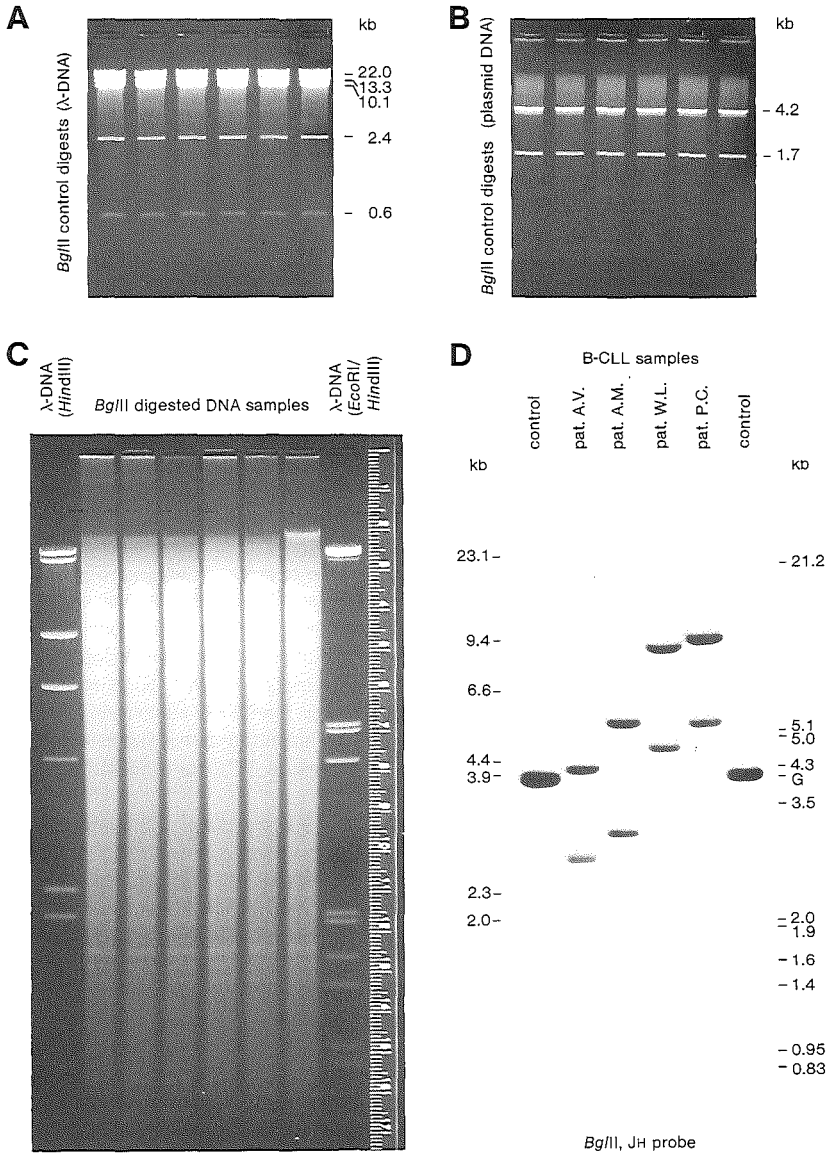 A
BglII control digests (λ-DNA)
kb
22.0
13.3
10.1
2.4
0.6
B
BglII control digests (plasmid DNA)
kb
4.2
1.7
C
λ-DNA
(HindIII)
BglII digested DNA samples
λ-DNA
(EcoRI/
HindIII)
D
B-CLL samples
control
pat. A.V.
pat. A.M.
pat. W.L.
pat. P.C.
control
kb
23.1
9.4
6.6
4.4
3.9
2.3
2.0
kb
21.2
5.1
5.0
4.3
G
3.5
2.0
1.9
1.6
1.4
0.95
0.83
BglII, JH probe